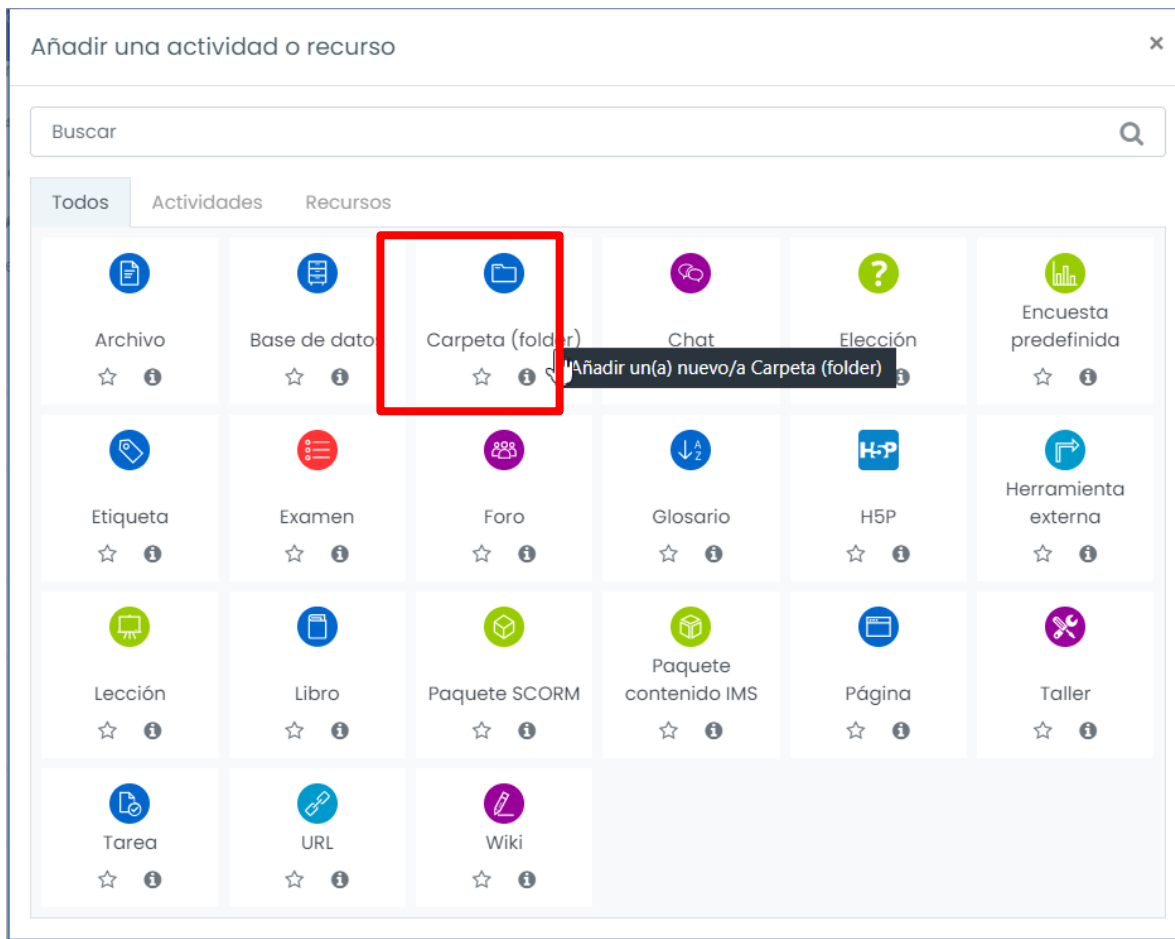 Añadir una actividad o recurso ×
Buscar
Todos Actividades Recursos
Archivo
Base de datos
Carpeta (folder)
Chat
Elección
Encuesta
predefinida
Añadir un(a) nuevo/a Carpeta (folder)
Etiqueta
Examen
Foro
Glosario
H5P
H5P
Herramienta
externa
Lección
Libro
Paquete SCORM
Paquete
contenido IMS
Página
Taller
Tarea
URL
Wiki